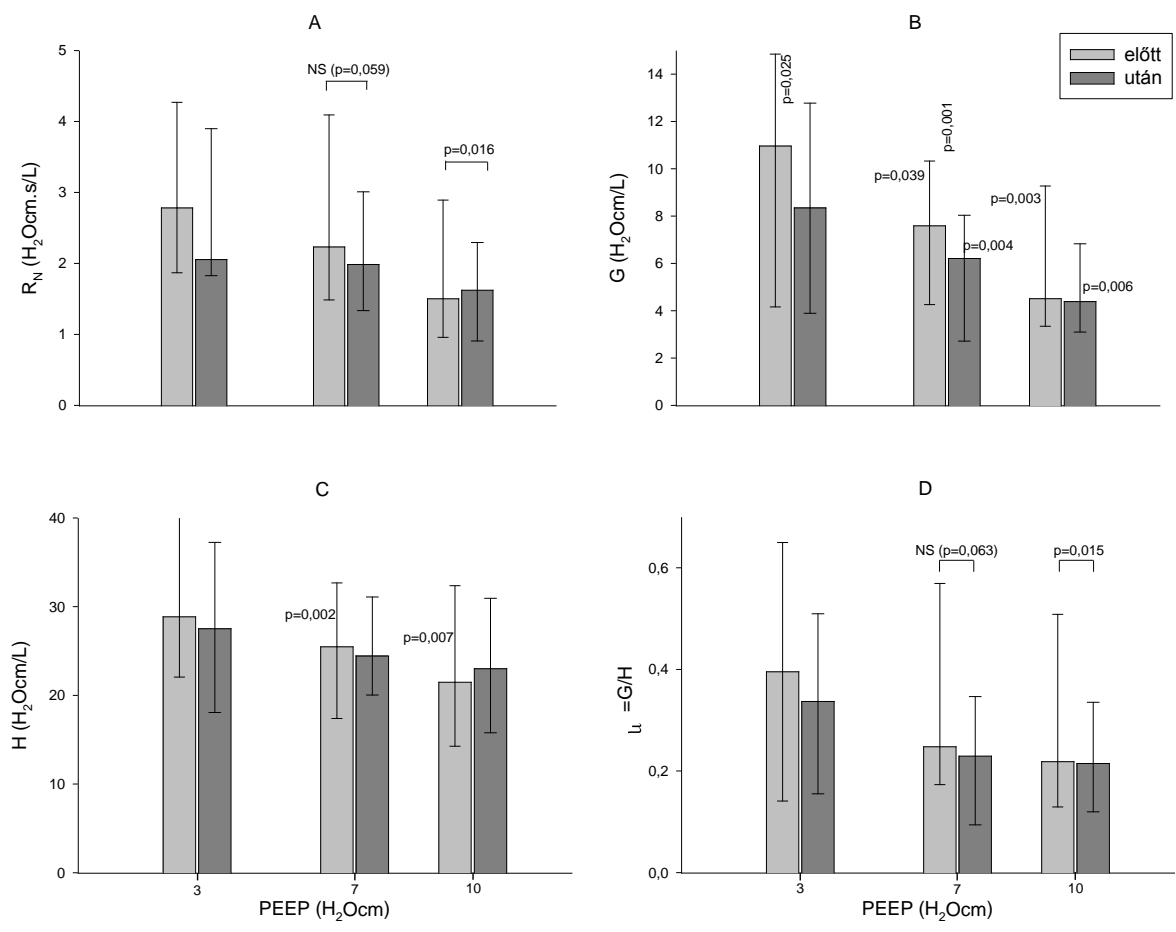 A
R_N (H₂Ocm.s/L)
5
4
3
2
1
0
NS (p=0,059)
p=0,016
B
előtt
után
G (H₂Ocm/L)
14
12
10
8
6
4
2
0
p=0,025
p=0,039
p=0,001
p=0,004
p=0,003
p=0,006
C
H (H₂Ocm/L)
40
30
20
10
0
p=0,002
p=0,007
3
7
10
PEEP (H₂Ocm)
D
=G/H
0,6
0,4
0,2
0,0
NS (p=0,063)
p=0,015
3
7
10
PEEP (H₂Ocm)